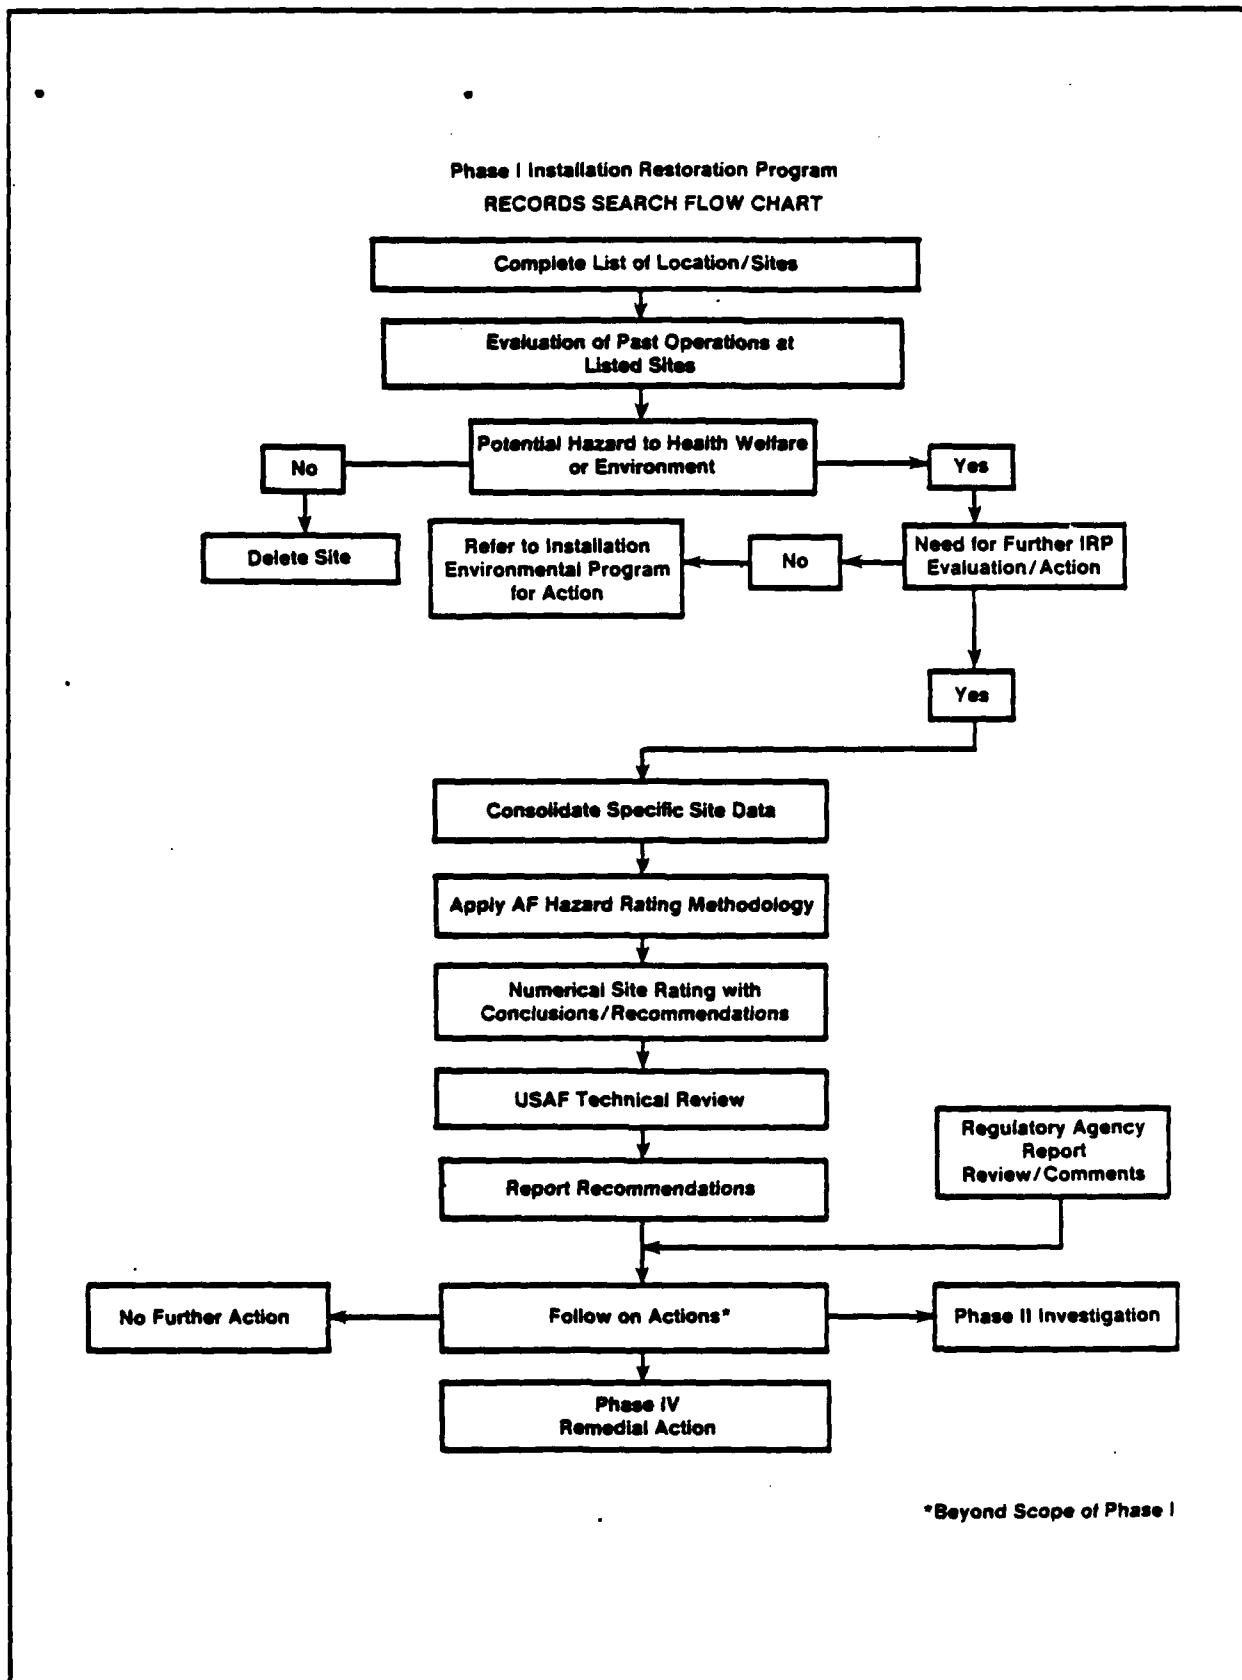 Phase I Installation Restoration Program
RECORDS SEARCH FLOW CHART
Complete List of Location/Sites
Evaluation of Past Operations at
Listed Sites
Potential Hazard to Health Welfare
or Environment
No
Yes
Delete Site
Refer to Installation
Environmental Program
for Action
No
Need for Further IRP
Evaluation/Action
Yes
Consolidate Specific Site Data
Apply AF Hazard Rating Methodology
Numerical Site Rating with
Conclusions/Recommendations
USAF Technical Review
Regulatory Agency
Report
Review/Comments
Report Recommendations
No Further Action
Follow on Actions*
Phase II Investigation
Phase IV
Remedial Action
*Beyond Scope of Phase I